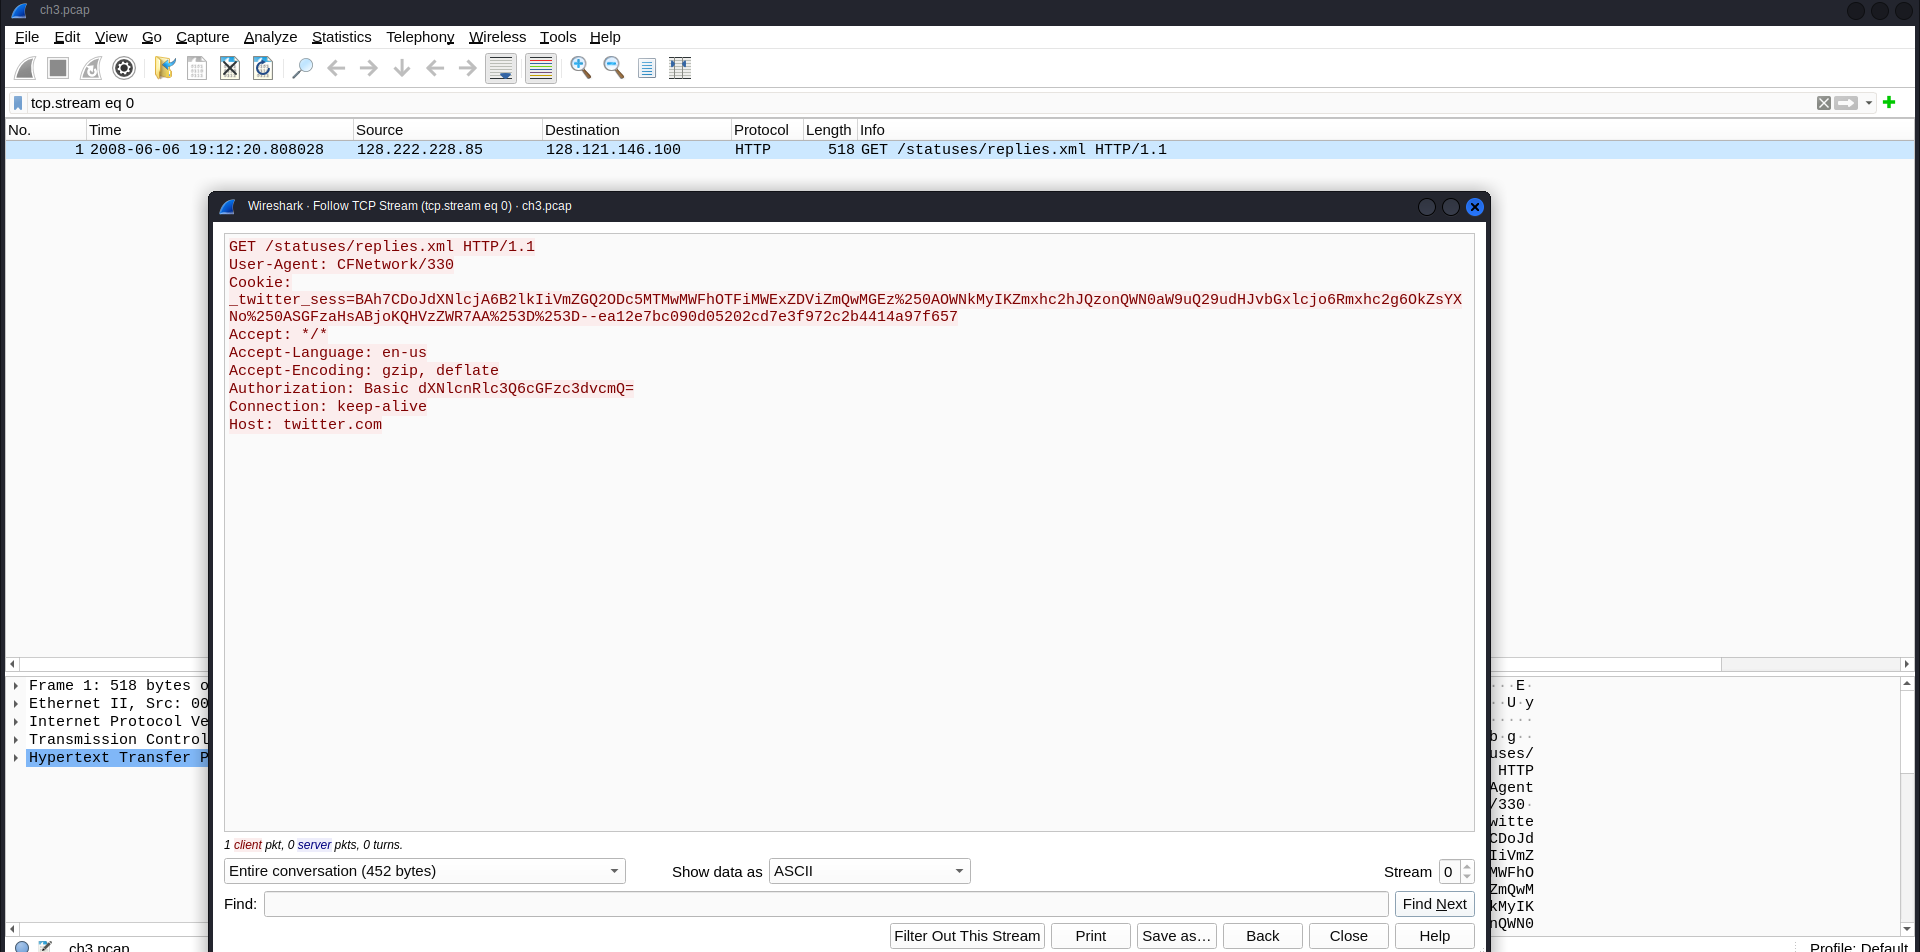 ch3.pcap
File Edit View Go Capture Analyze Statistics Telephony Wireless Tools Help
tcp.stream eq 0
No. Time Source Destination Protocol Length Info
1 2008-06-06 19:12:20.808028 128.222.228.85 128.121.146.100 HTTP 518 GET /statuses/replies.xml HTTP/1.1
Wireshark · Follow TCP Stream (tcp.stream eq 0) · ch3.pcap
GET /statuses/replies.xml HTTP/1.1
User-Agent: CFNetwork/330
Cookie:
_twitter_sess=BAh7CDoJdXNlcjA6B2lkIiVmZGQ2ODc5MTMwMWFhOTFiMWExZDViZmQwMGEz%250AOWNkMyIKZmxhc2hJQzonQWN0aW9uQ29udHJvbGxlcjo6Rmxhc2g6OkZsYX
No%250ASGFzaHsABjoKQHVzZWR7AA%253D%253D--ea12e7bc090d05202cd7e3f972c2b4414a97f657
Accept: */*
Accept-Language: en-us
Accept-Encoding: gzip, deflate
Authorization: Basic dXNlcnRlc3Q6cGFzc3dvcmQ=
Connection: keep-alive
Host: twitter.com
Frame 1: 518 bytes o
Ethernet II, Src: 00
Internet Protocol Ve
Transmission Control
Hypertext Transfer P
···E·
··U·y
·····
b·g··
uses/
HTTP
Agent
/330·
witte
CDoJd
IiVmZ
MWFhO
ZmQwM
kMyIK
nQWN0
1 client pkt, 0 server pkts, 0 turns.
Entire conversation (452 bytes) Show data as ASCII Stream 0
Find: Find Next
Filter Out This Stream Print Save as… Back Close Help
ch3.pcap Profile: Default